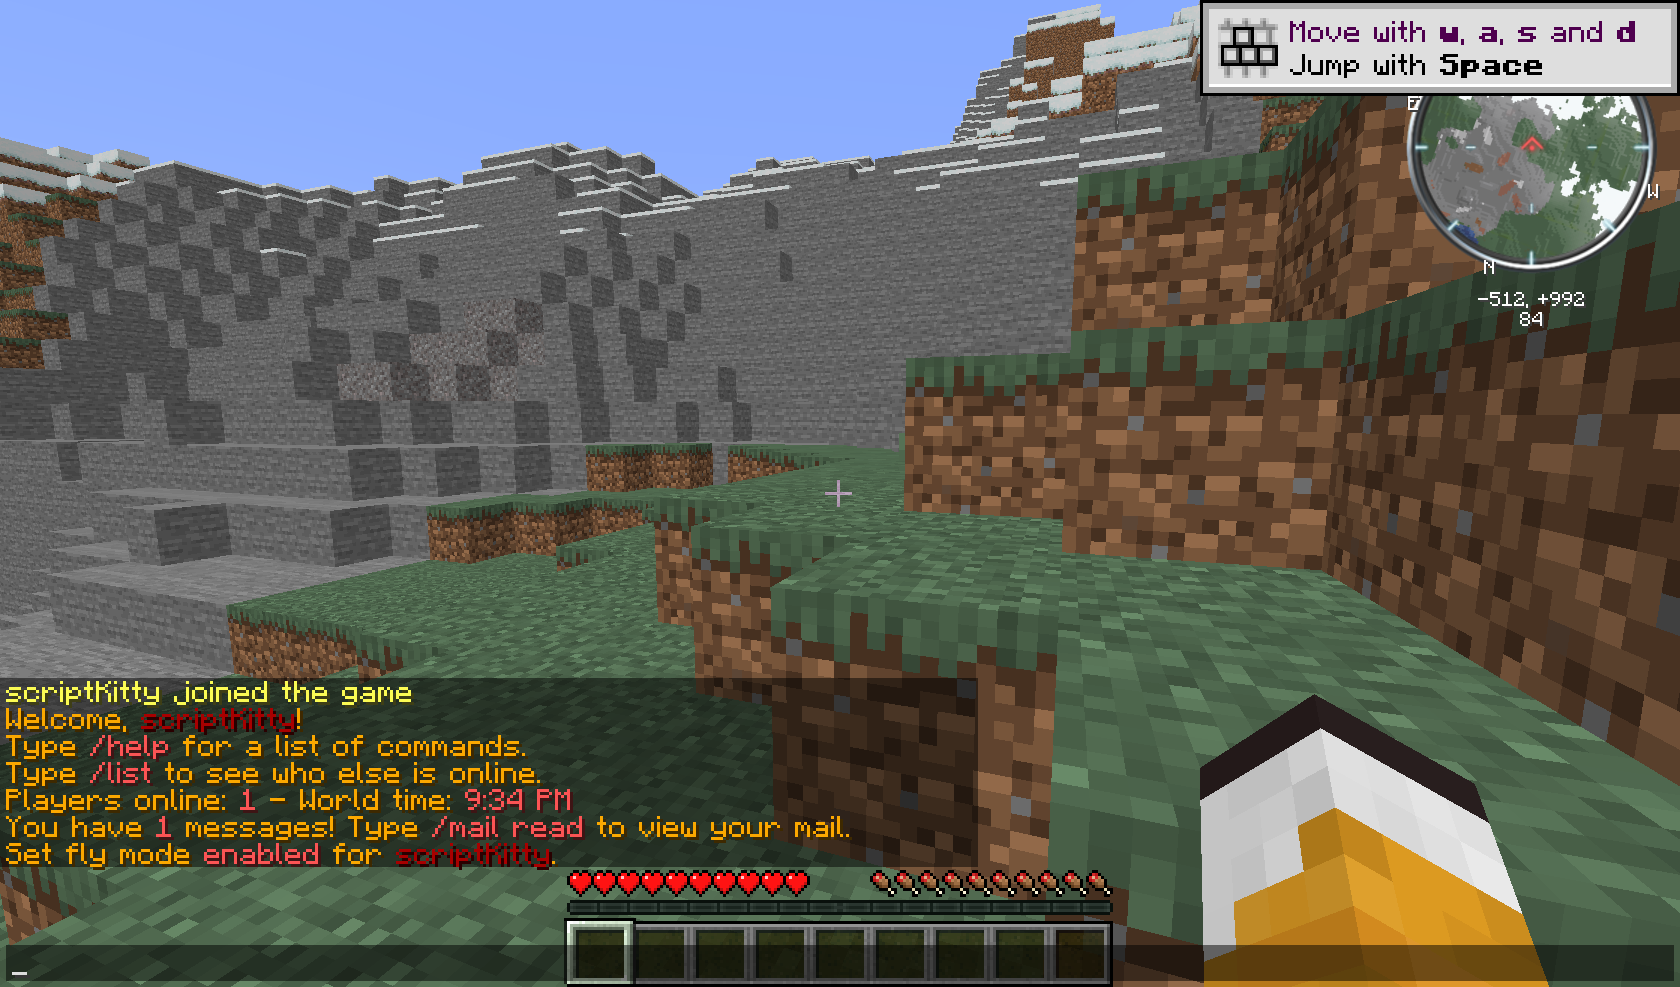 Move with w, a, s and d
Jump with Space
W
N
-512, +992
84
scriptKitty joined the game
Welcome, scriptKitty!
Type /help for a list of commands.
Type /list to see who else is online.
Players online: 1 - World time: 9:34 PM
You have 1 messages! Type /mail read to view your mail.
Set fly mode enabled for scriptKitty.
_